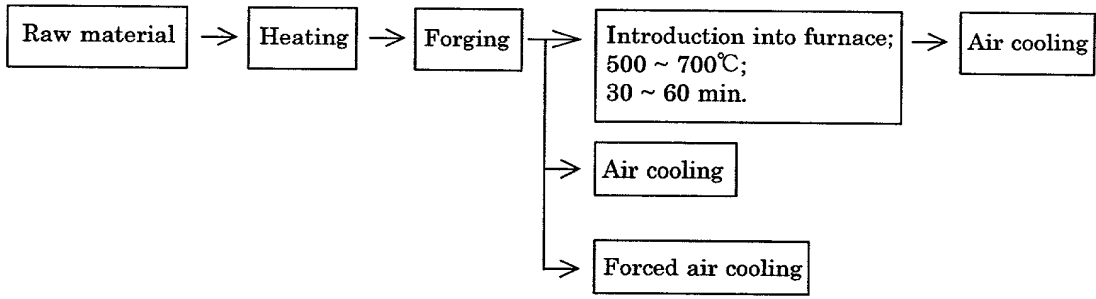 Raw material
Heating
Forging
Introduction into furnace;
500 ~ 700℃;
30 ~ 60 min.
Air cooling
Air cooling
Forced air cooling